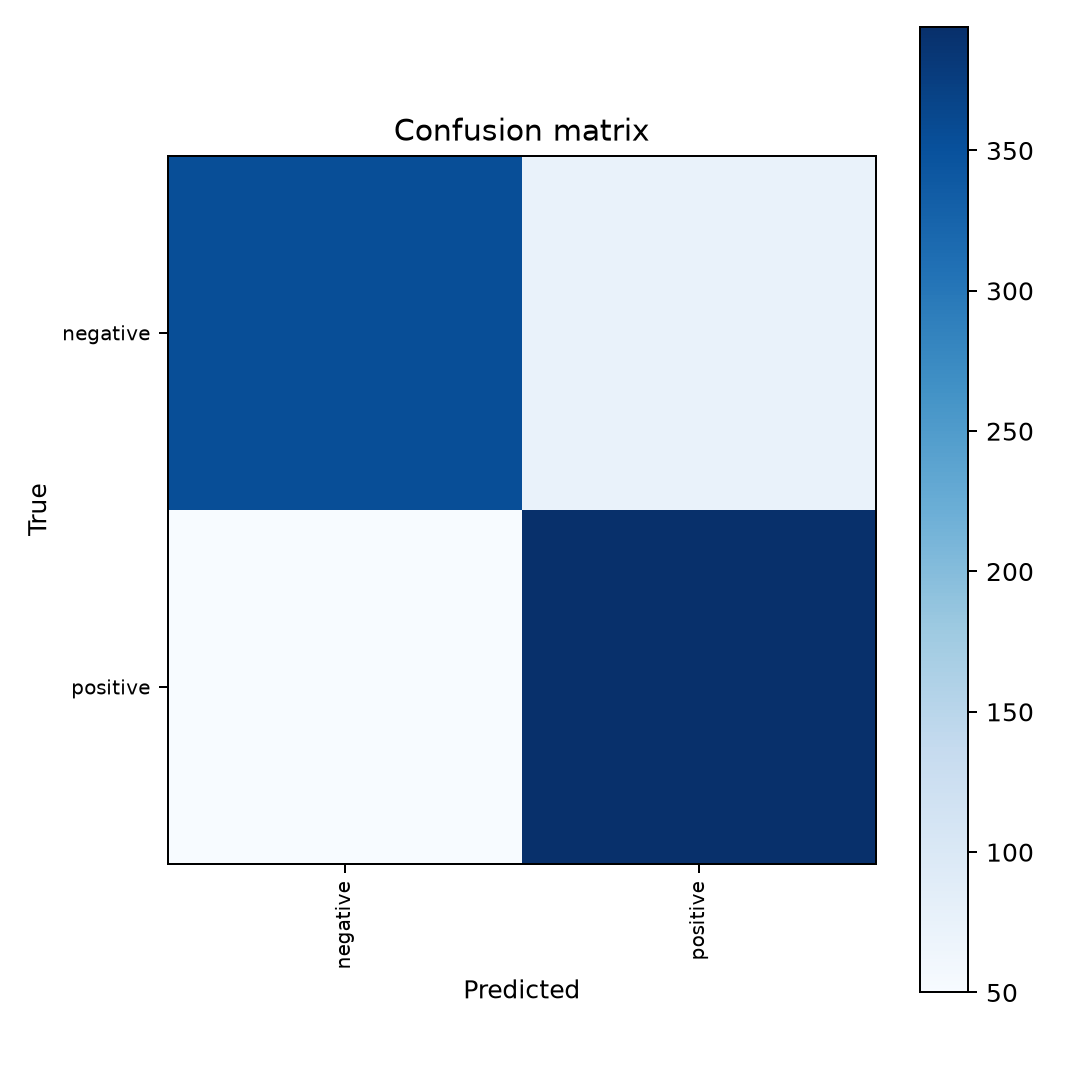 Confusion matrix
True
negative
positive
negative
positive
Predicted
350
300
250
200
150
100
50